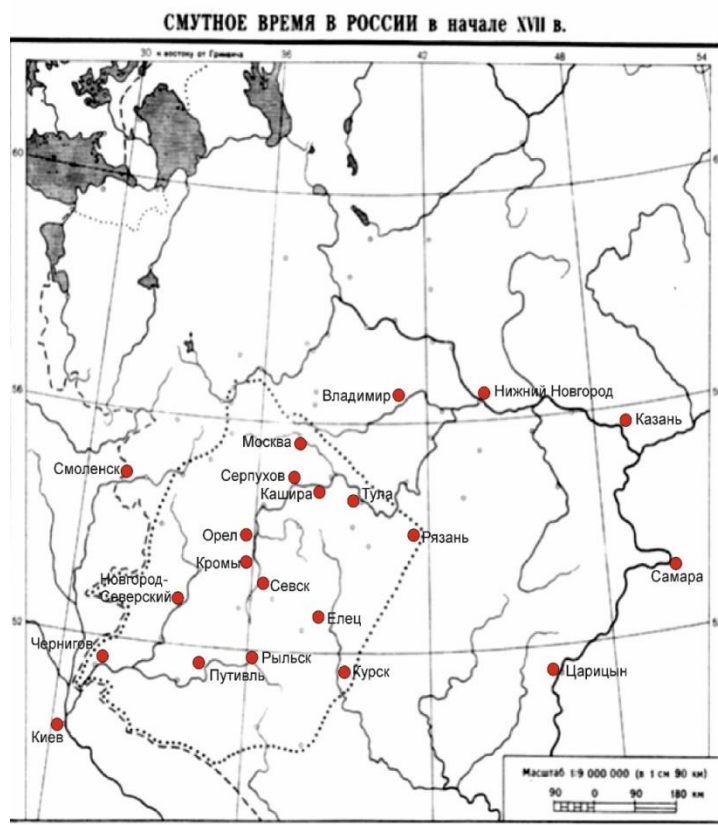 СМУТНОЕ ВРЕМЯ В РОССИИ в начале XVII в.
30 к востоку от Гринвича 36 42 48 54
60
56
Владимир
Нижний Новгород
Казань
Москва
Смоленск
Серпухов
Кашира
Тула
Орел
Рязань
Кромы
Самара
Новгород-
Северский
Севск
Елец
52
Чернигов
Рыльск
Путивль
Курск
Царицын
Киев
Масштаб 1:9 000 000 (в 1 см 90 км)
90 0 90 180 км